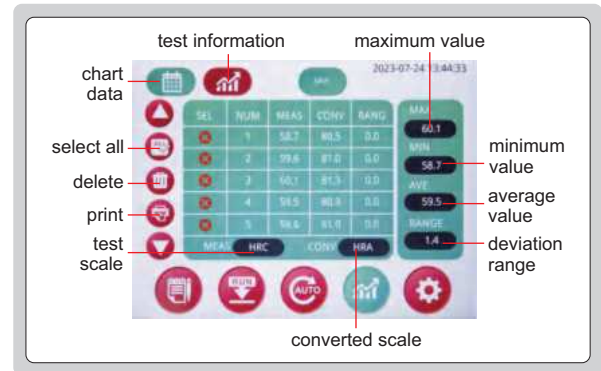 test information
maximum value
chart
data
2023-07-24 13:44:33
SEL NUM MEAS CONV RANG
MAX
60.1
1 58.7 80.5 0.0
select all
MIN
58.7
minimum
value
2 59.6 81.0 0.0
delete
3 60.1 81.3 0.0
AVE
59.5
average
value
print
4 59.5 80.9 0.0
RANGE
1.4
deviation
range
5 59.6 81.0 0.0
test
scale
MEAS HRC CONV HRA
RUN
AUTO
converted scale